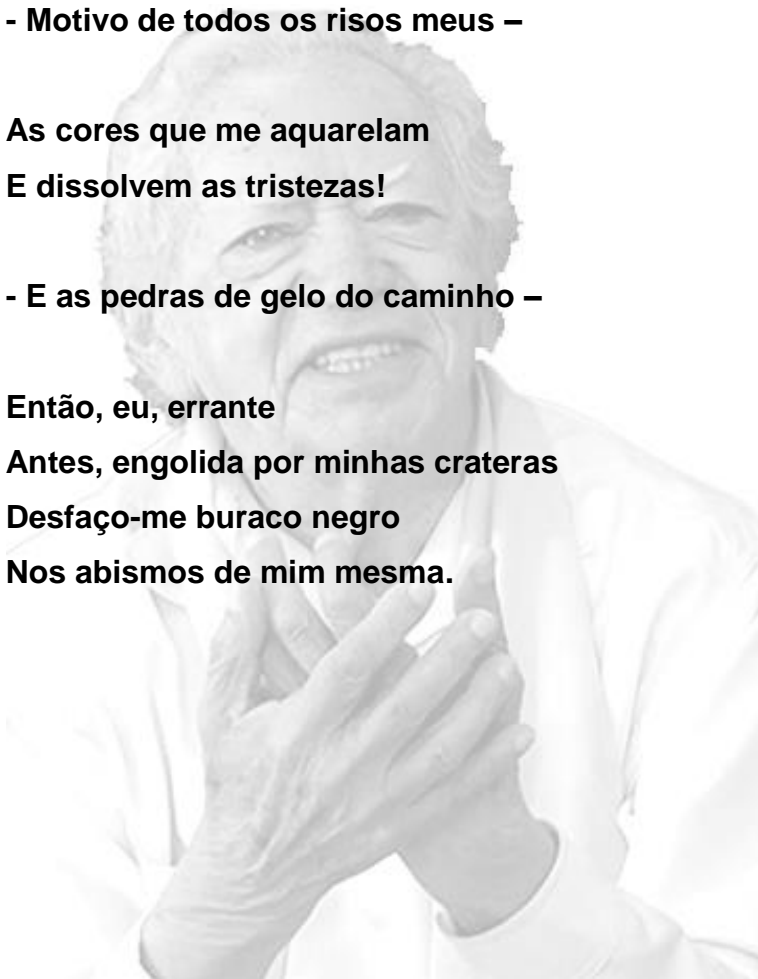 - Motivo de todos os risos meus –
As cores que me aquarelam
E dissolvem as tristezas!
- E as pedras de gelo do caminho –
Então, eu, errante
Antes, engolida por minhas crateras
Desfaço-me buraco negro
Nos abismos de mim mesma.